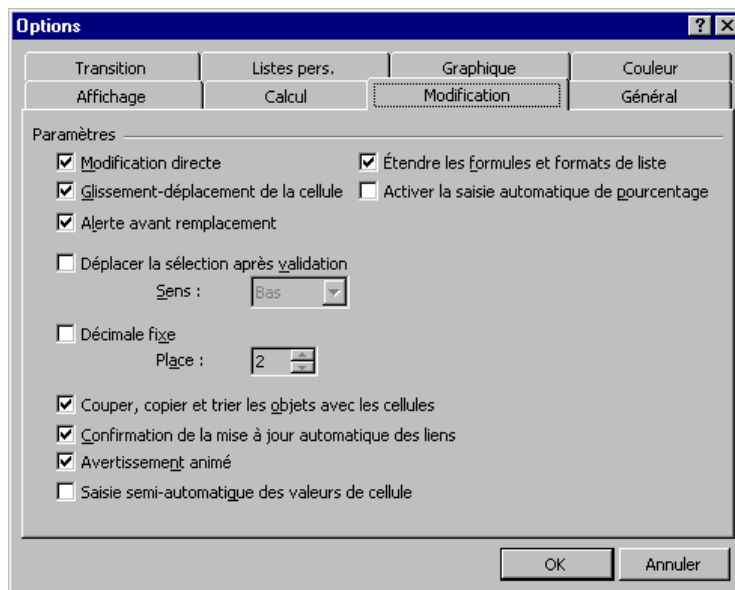 Options
Transition Listes pers. Graphique Couleur
Affichage Calcul Modification Général
Paramètres
Modification directe
Étendre les formules et formats de liste
Glissement-déplacement de la cellule
Activer la saisie automatique de pourcentage
Alerte avant remplacement
Déplacer la sélection après validation
Sens : Bas
Décimale fixe
Place : 2
Couper, copier et trier les objets avec les cellules
Confirmation de la mise à jour automatique des liens
Avertissement animé
Saisie semi-automatique des valeurs de cellule
OK Annuler